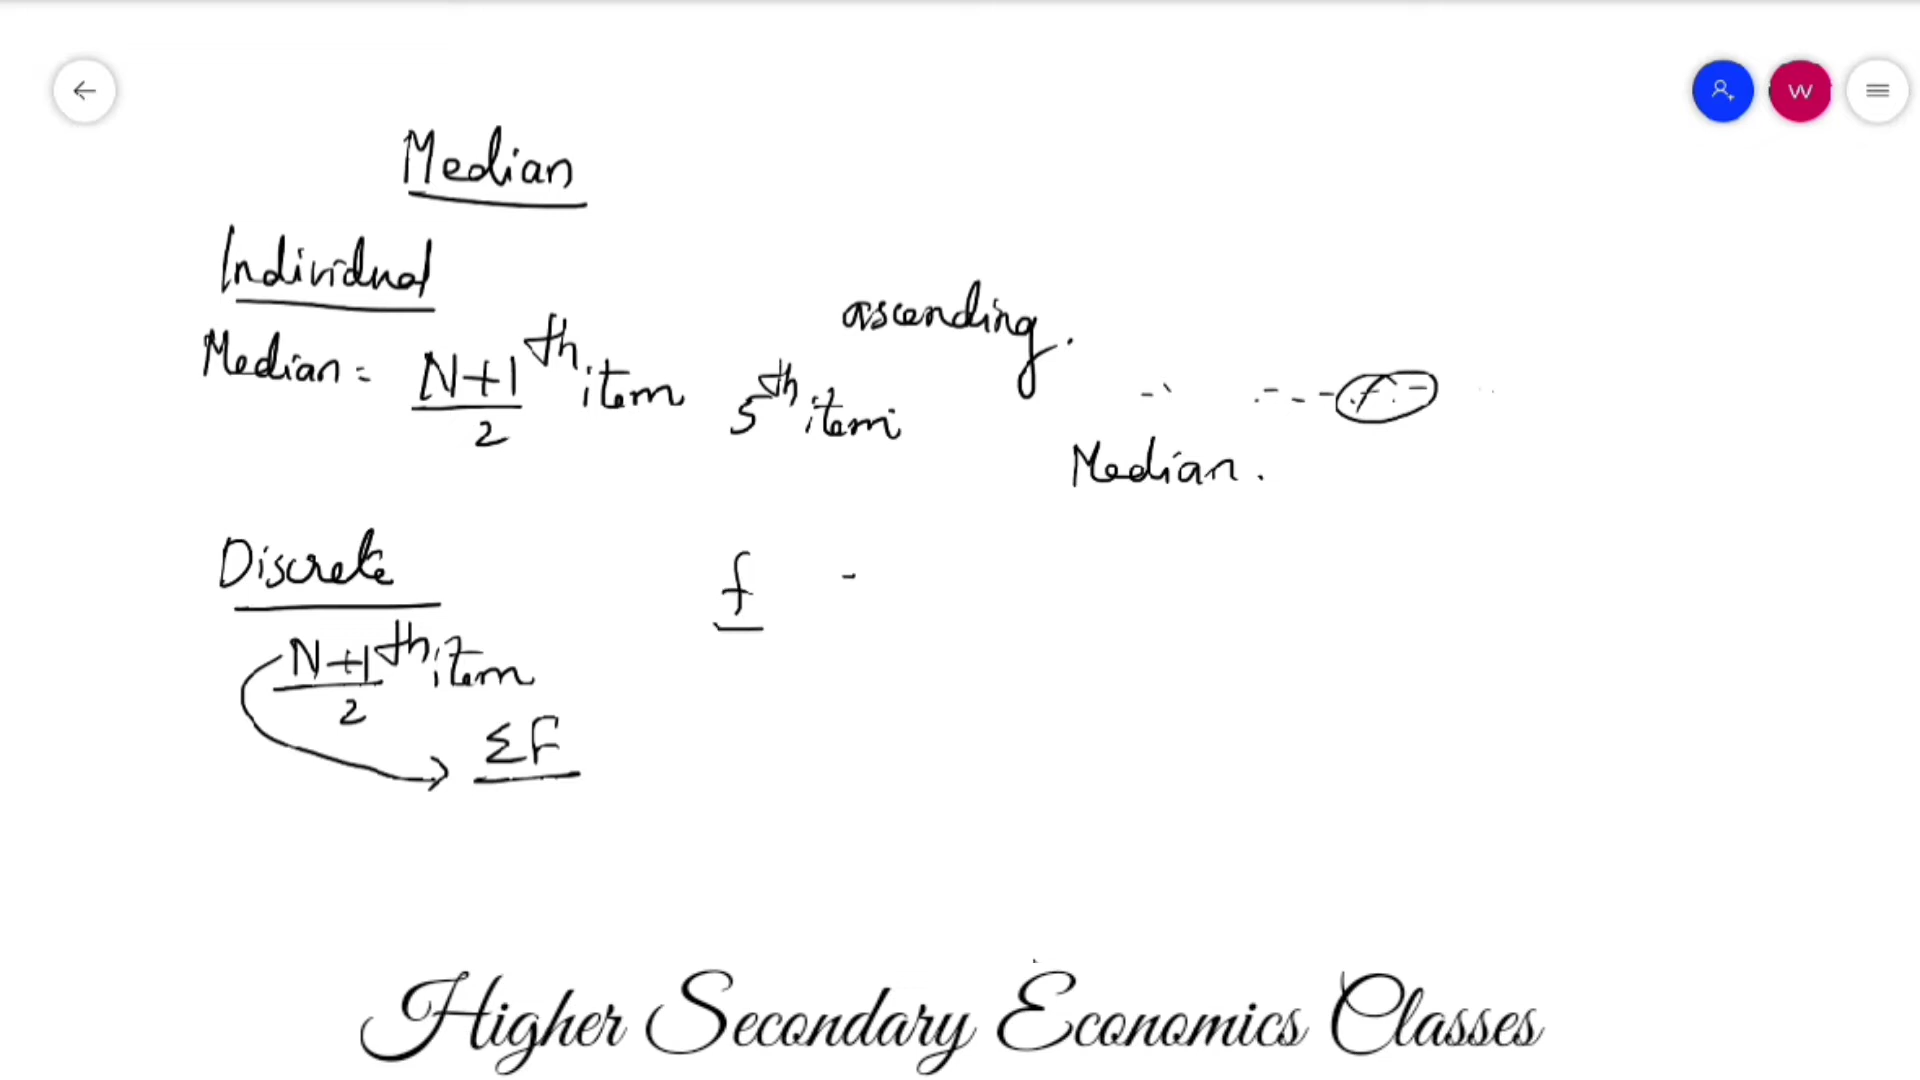 W
Median
Individual
ascending.
Median = N+1/2 th item 5th item
Median.
Discrete f -
N+1/2 th item
ΣF
Higher Secondary Economics Classes